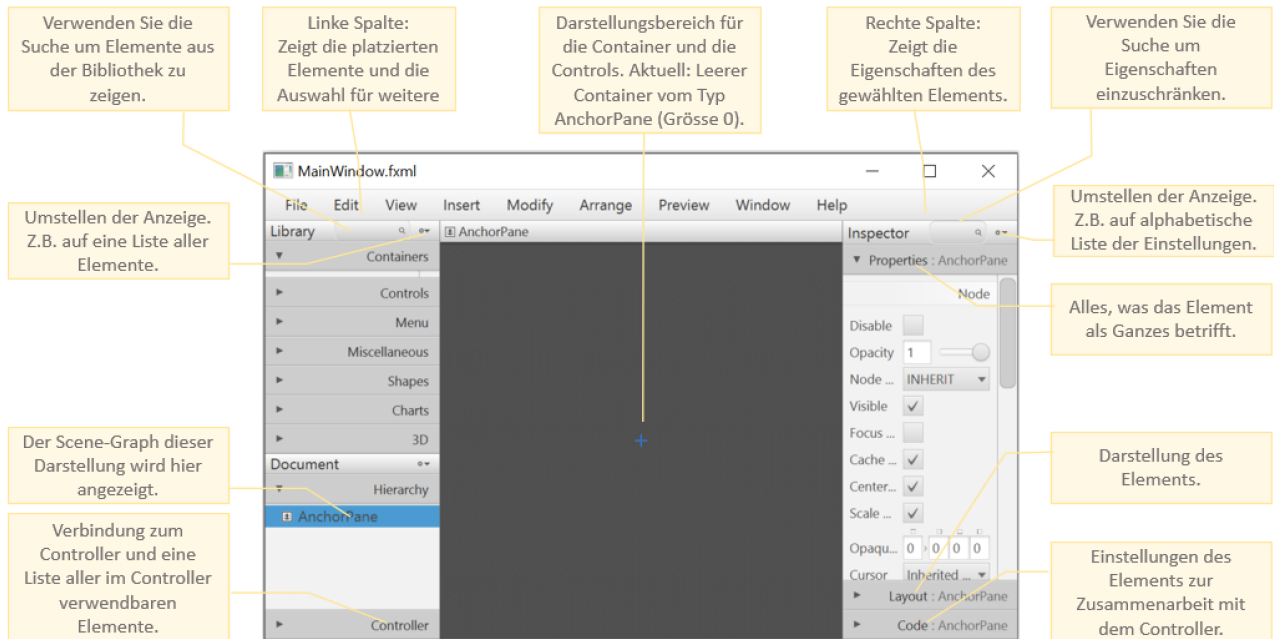 Verwenden Sie die
Suche um Elemente aus
der Bibliothek zu
zeigen.
Linke Spalte:
Zeigt die platzierten
Elemente und die
Auswahl für weitere
Darstellungsbereich für
die Container und die
Controls. Aktuell: Leerer
Container vom Typ
AnchorPane (Grösse 0).
Rechte Spalte:
Zeigt die
Eigenschaften des
gewählten Elements.
Verwenden Sie die
Suche um
Eigenschaften
einzuschränken.
Umstellen der Anzeige.
Z.B. auf eine Liste aller
Elemente.
Der Scene-Graph dieser
Darstellung wird hier
angezeigt.
Verbindung zum
Controller und eine
Liste aller im Controller
verwendbaren
Elemente.
MainWindow.fxml
File Edit View Insert Modify Arrange Preview Window Help
Library
Containers
Controls
Menu
Miscellaneous
Shapes
Charts
3D
Document
Hierarchy
AnchorPane
Controller
AnchorPane
Inspector
Properties : AnchorPane
Node
Disable
Opacity 1
Node ... INHERIT
Visible
Focus ...
Cache ...
Center...
Scale ...
Opaqu... 0 0 0 0
Cursor Inherited ...
Layout : AnchorPane
Code : AnchorPane
Umstellen der Anzeige.
Z.B. auf alphabetische
Liste der Einstellungen.
Alles, was das Element
als Ganzes betrifft.
Darstellung des
Elements.
Einstellungen des
Elements zur
Zusammenarbeit mit
dem Controller.